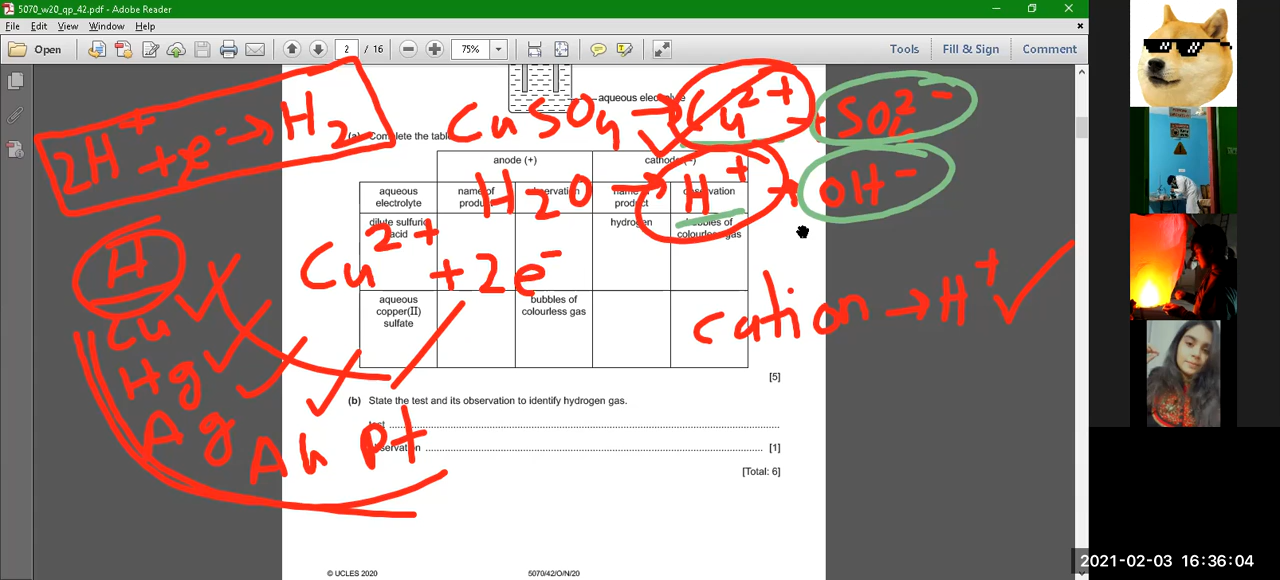 5070_w20_qp_42.pdf - Adobe Reader
File Edit View Window Help
Open 2 / 16 75% Tools Fill & Sign Comment
aqueous electrolyte
(a) Complete the table
anode (+) cathode (-)
aqueous electrolyte
name of product
observation
name of product
observation
dilute sulfuric acid
hydrogen
bubbles of colourless gas
aqueous copper(II) sulfate
bubbles of colourless gas
[5]
(b) State the test and its observation to identify hydrogen gas.
test ........................................
observation ........................................ [1]
[Total: 6]
© UCLES 2020
5070/42/O/N/20
2H⁺ + e⁻ → H₂
CuSO₄ → Cu²⁺ + SO₄²⁻
H₂O → H⁺ + OH⁻
Cu²⁺ + 2e⁻
cation → H⁺ ✓
H
Cu
Hg
Ag
Au
Pt
2021-02-03 16:36:04